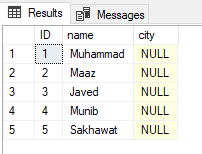 Results Messages
ID name city
1 1 Muhammad NULL
2 2 Maaz NULL
3 3 Javed NULL
4 4 Munib NULL
5 5 Sakhawat NULL